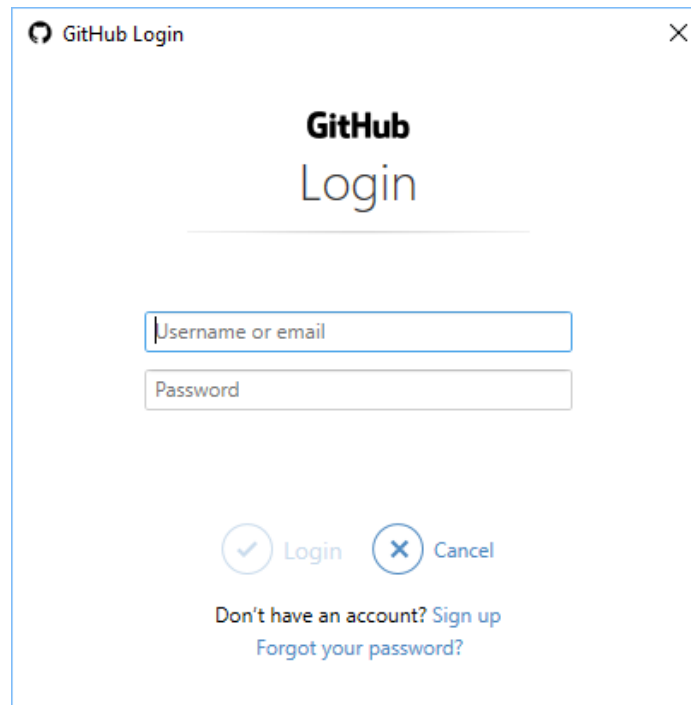 GitHub Login
GitHub
Login
Username or email
Password
Login Cancel
Don't have an account? Sign up
Forgot your password?